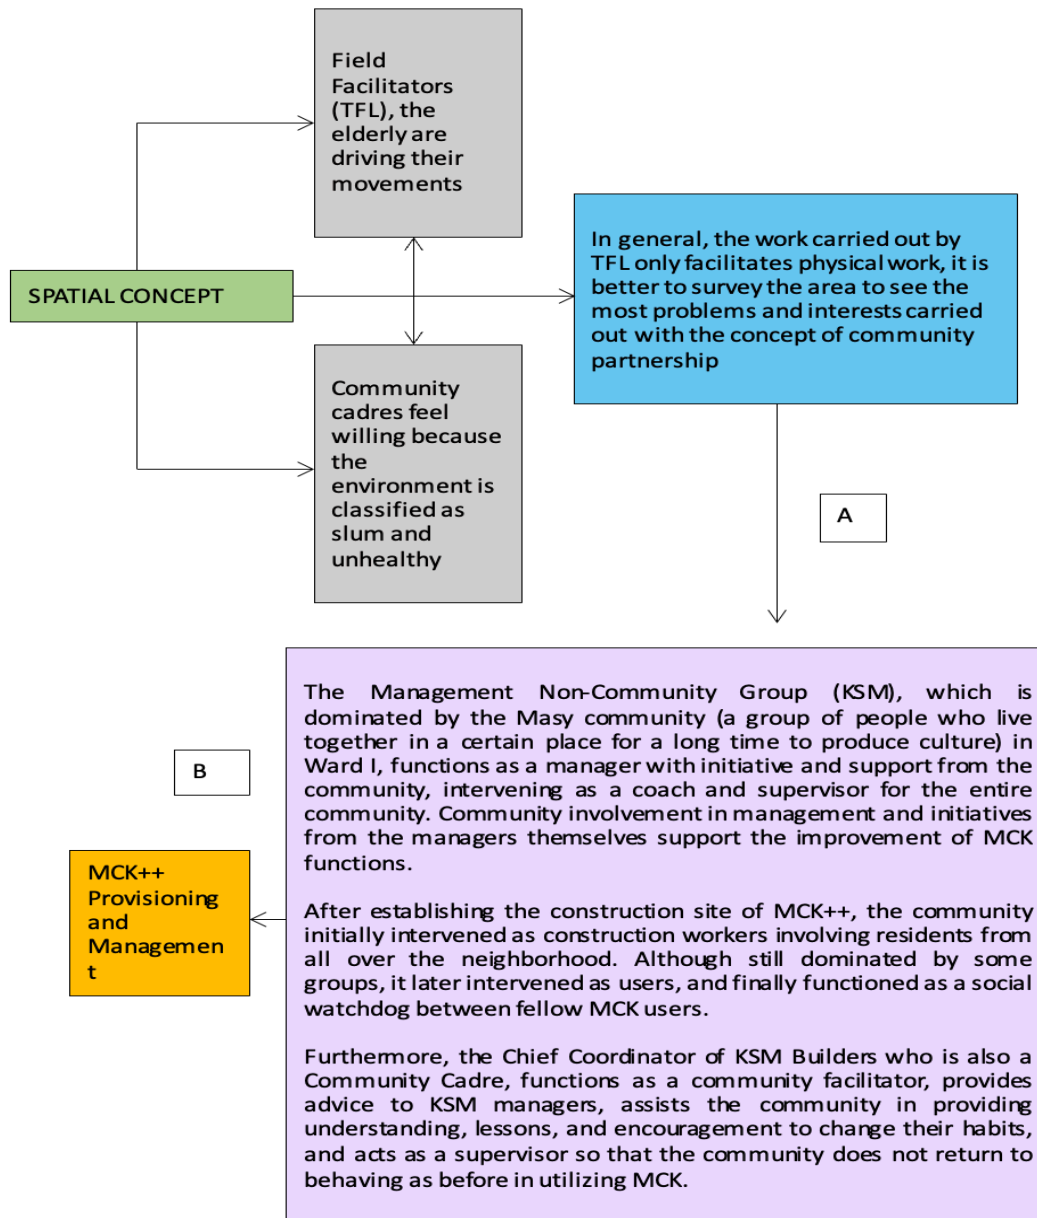 Field
Facilitators
(TFL), the
elderly are
driving their
movements
SPATIAL CONCEPT
In general, the work carried out by
TFL only facilitates physical work, it is
better to survey the area to see the
most problems and interests carried
out with the concept of community
partnership
Community
cadres feel
willing because
the
environment is
classified as
slum and
unhealthy
A
The Management Non-Community Group (KSM), which is
dominated by the Masy community (a group of people who live
together in a certain place for a long time to produce culture) in
Ward I, functions as a manager with initiative and support from the
community, intervening as a coach and supervisor for the entire
community. Community involvement in management and initiatives
from the managers themselves support the improvement of MCK
functions.
After establishing the construction site of MCK++, the community
initially intervened as construction workers involving residents from
all over the neighborhood. Although still dominated by some
groups, it later intervened as users, and finally functioned as a social
watchdog between fellow MCK users.
Furthermore, the Chief Coordinator of KSM Builders who is also a
Community Cadre, functions as a community facilitator, provides
advice to KSM managers, assists the community in providing
understanding, lessons, and encouragement to change their habits,
and acts as a supervisor so that the community does not return to
behaving as before in utilizing MCK.
B
MCK++
Provisioning
and
Managemen
t